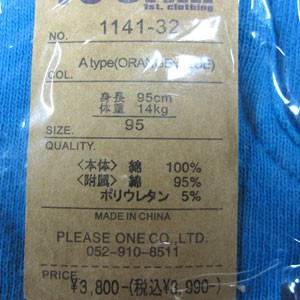 1st. clothing
NO. 1141-32
A type(ORANGE×BLUE)
COL.
身長 95cm
体重 14kg
SIZE. 95
QUALITY.
〈本体〉綿 100%
〈附属〉綿 95%
ポリウレタン 5%
MADE IN CHINA
PLEASE ONE CO.,LTD.
052-910-8511
PRICE
¥3,800-(税込¥3,990-)